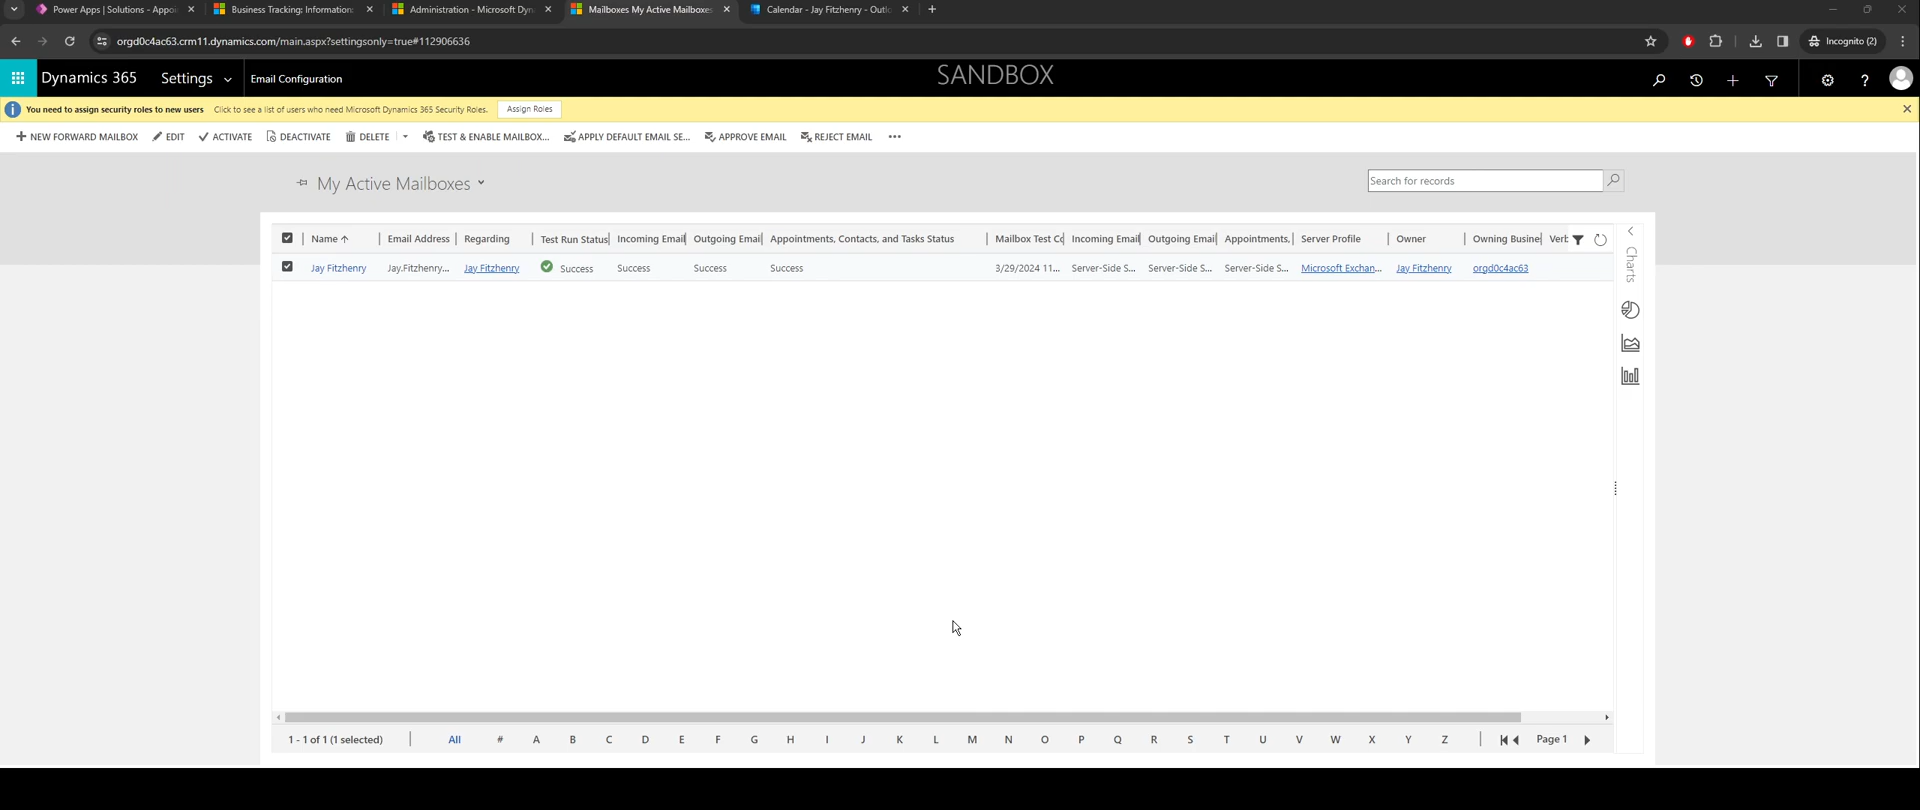 Power Apps | Solutions - Appoi
Business Tracking: Information:
Administration - Microsoft Dyn
Mailboxes My Active Mailboxes
Calendar - Jay Fitzhenry - Outlo
orgd0c4ac63.crm11.dynamics.com/main.aspx?settingsonly=true#112906636
Incognito (2)
Dynamics 365
Settings
Email Configuration
SANDBOX
You need to assign security roles to new users Click to see a list of users who need Microsoft Dynamics 365 Security Roles. Assign Roles
NEW FORWARD MAILBOX EDIT ACTIVATE DEACTIVATE DELETE TEST & ENABLE MAILBOX... APPLY DEFAULT EMAIL SE... APPROVE EMAIL REJECT EMAIL
My Active Mailboxes
Search for records
Name Email Address Regarding Test Run Status Incoming Email Outgoing Emai Appointments, Contacts, and Tasks Status Mailbox Test Co Incoming Email Outgoing Emai Appointments, Server Profile Owner Owning Busine Veri
Jay Fitzhenry Jay.Fitzhenry... Jay Fitzhenry Success Success Success Success 3/29/2024 11... Server-Side S... Server-Side S... Server-Side S... Microsoft Exchan... Jay Fitzhenry orgd0c4ac63
Charts
1 - 1 of 1 (1 selected) All # A B C D E F G H I J K L M N O P Q R S T U V W X Y Z Page 1